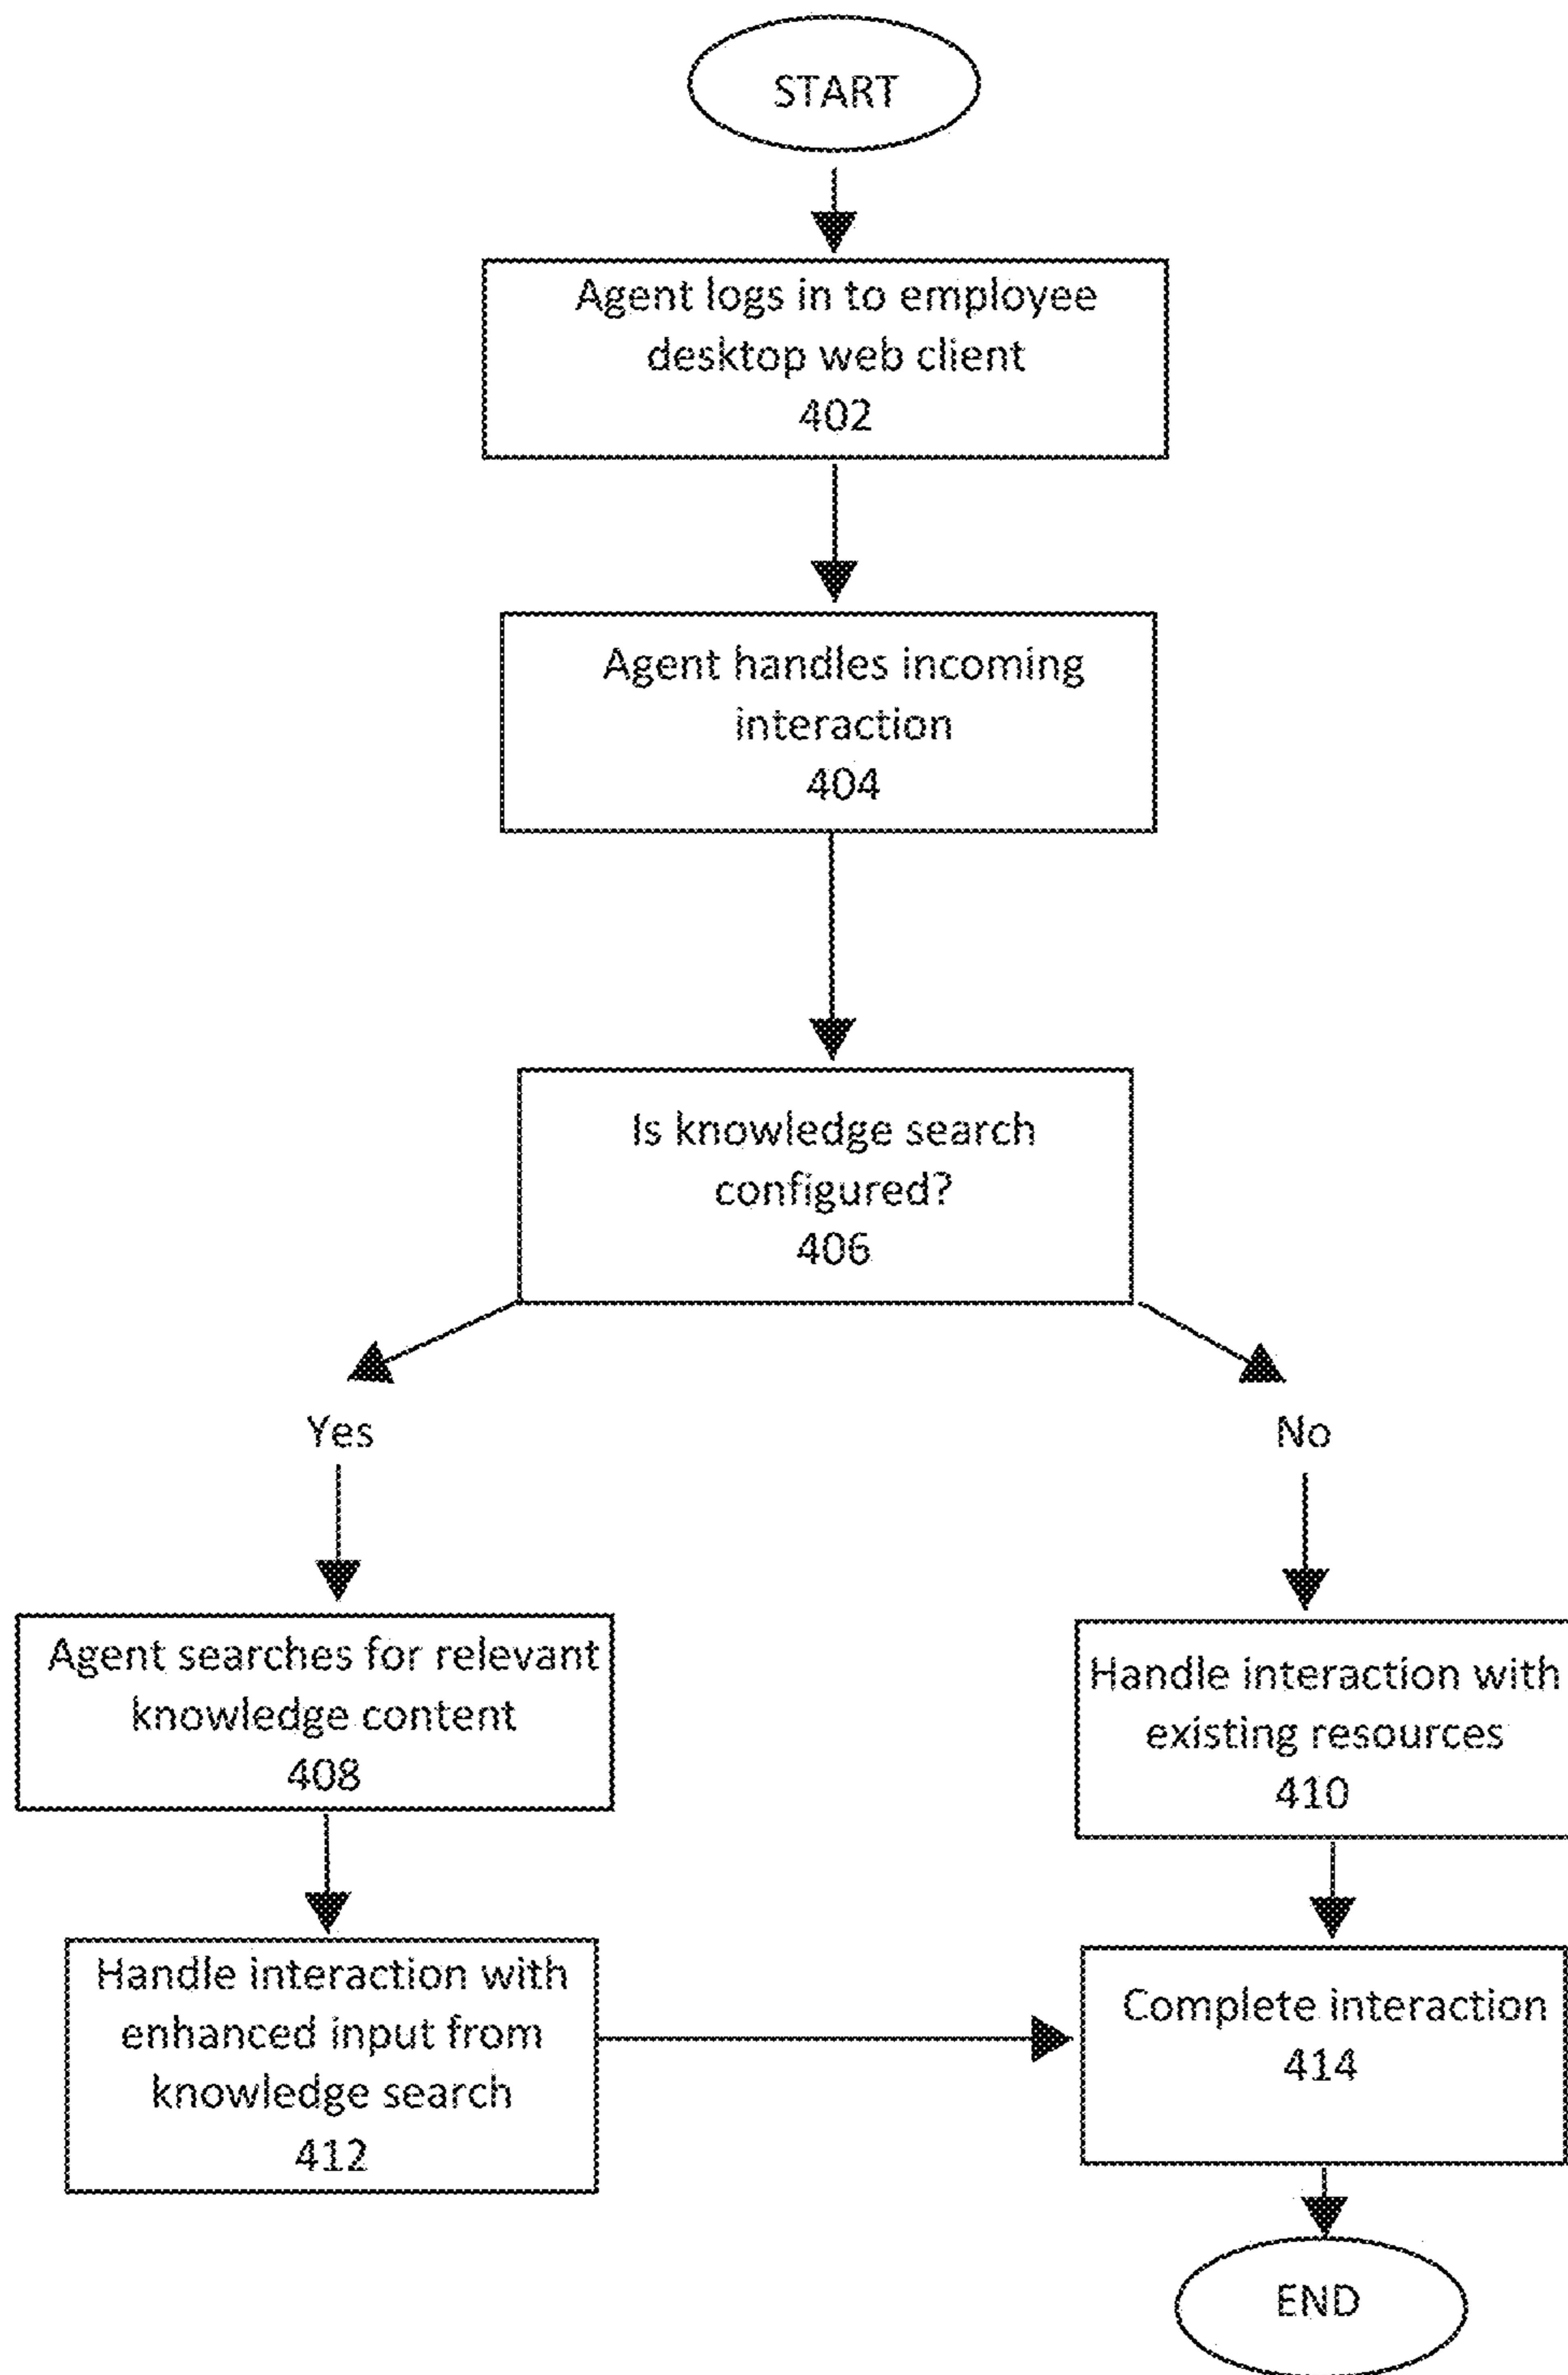 START
Agent logs in to employee
desktop web client
402
Agent handles incoming
interaction
404
Is knowledge search
configured?
406
Yes
No
Agent searches for relevant
knowledge content
408
Handle interaction with
existing resources
410
Handle interaction with
enhanced input from
knowledge search
412
Complete interaction
414
END